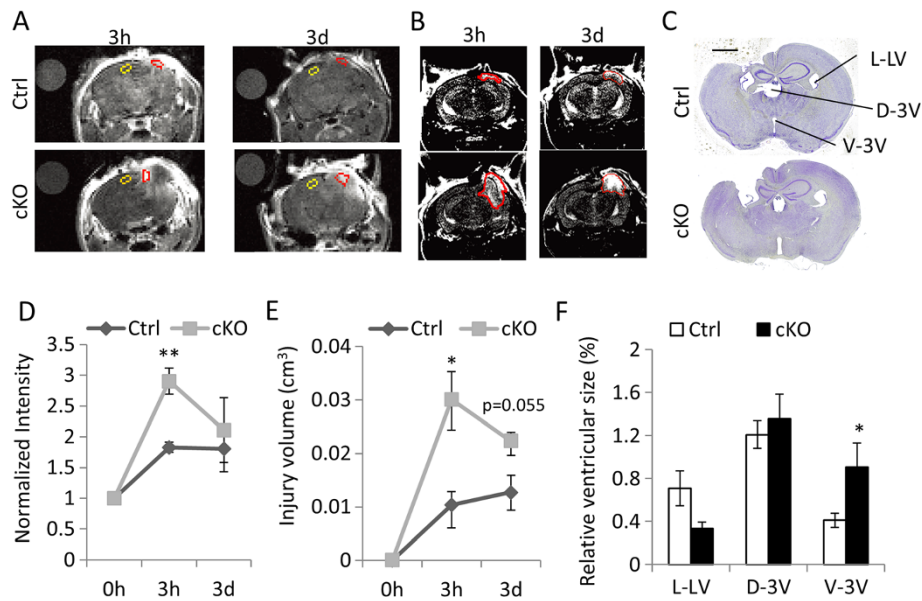 A
3h
3d
Ctrl
cKO
B
3h
3d
C
Ctrl
L-LV
D-3V
V-3V
cKO
D
Ctrl
cKO
Normalized Intensity
3.5
3
2.5
2
1.5
1
0.5
0
**
0h
3h
3d
E
Ctrl
cKO
Injury volume (cm³)
0.04
0.03
0.02
0.01
0
*
p=0.055
0h
3h
3d
F
Ctrl
cKO
Relative ventricular size (%)
2
1.6
1.2
0.8
0.4
0
*
L-LV
D-3V
V-3V